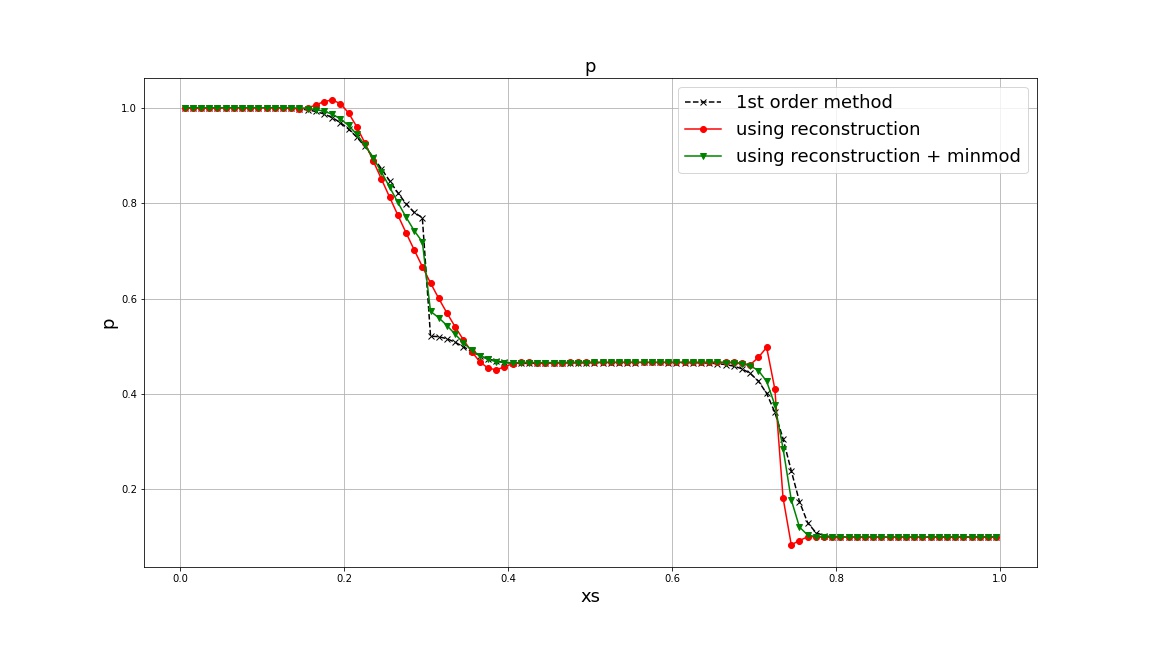 p
1st order method
using reconstruction
using reconstruction + minmod
1.0
0.8
0.6
0.4
0.2
p
0.0 0.2 0.4 0.6 0.8 1.0
xs